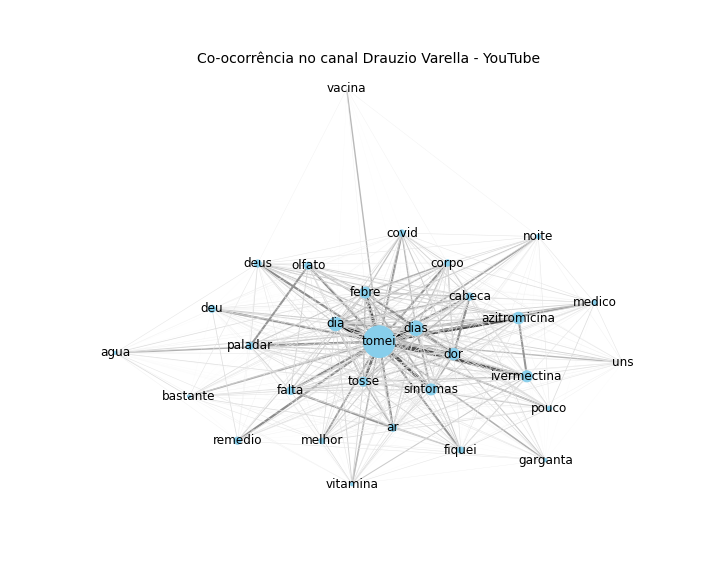 Co-ocorrência no canal Drauzio Varella - YouTube
vacina
covid
noite
deus
olfato
corpo
febre
cabeca
medico
deu
azitromicina
dia
dias
tomei
paladar
agua
dor
uns
ivermectina
tosse
falta
sintomas
bastante
pouco
ar
remedio
melhor
fiquei
garganta
vitamina